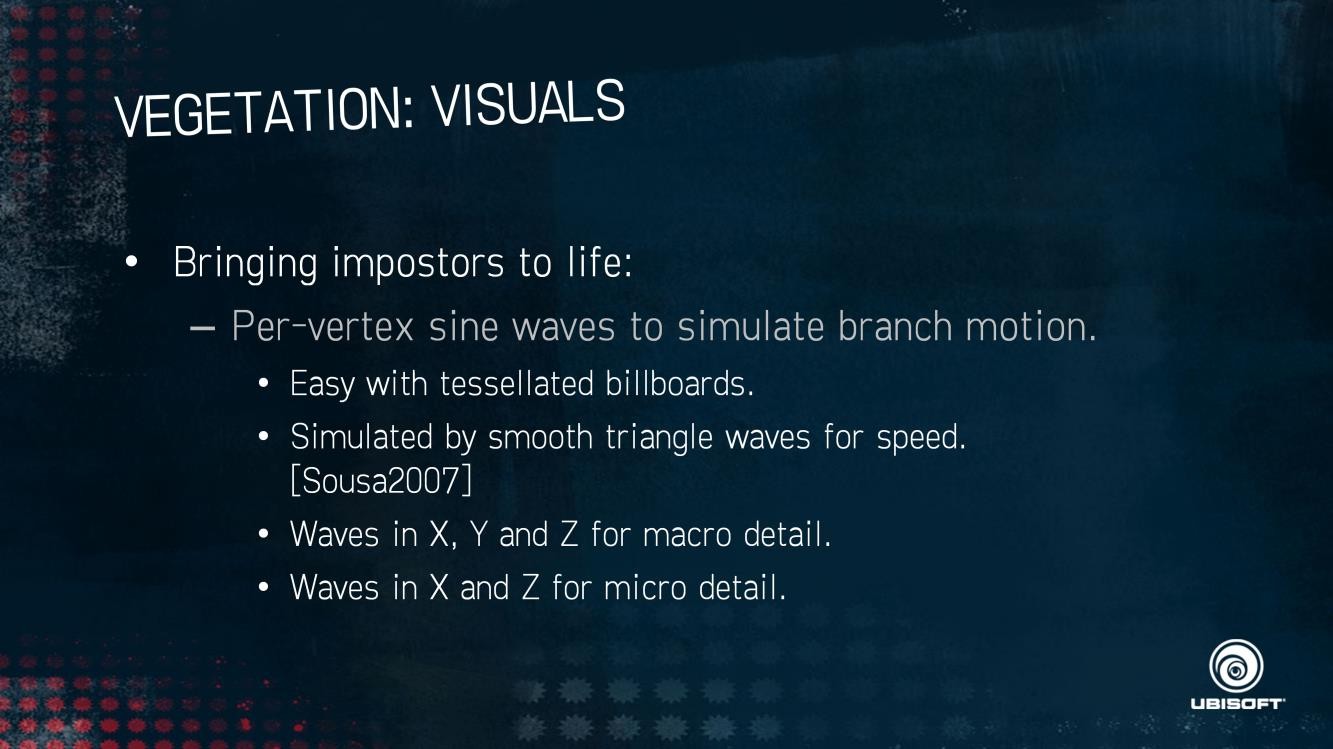 VEGETATION: VISUALS
• Bringing impostors to life:
– Per-vertex sine waves to simulate branch motion.
• Easy with tessellated billboards.
• Simulated by smooth triangle waves for speed.
[Sousa2007]
• Waves in X, Y and Z for macro detail.
• Waves in X and Z for micro detail.
UBISOFT